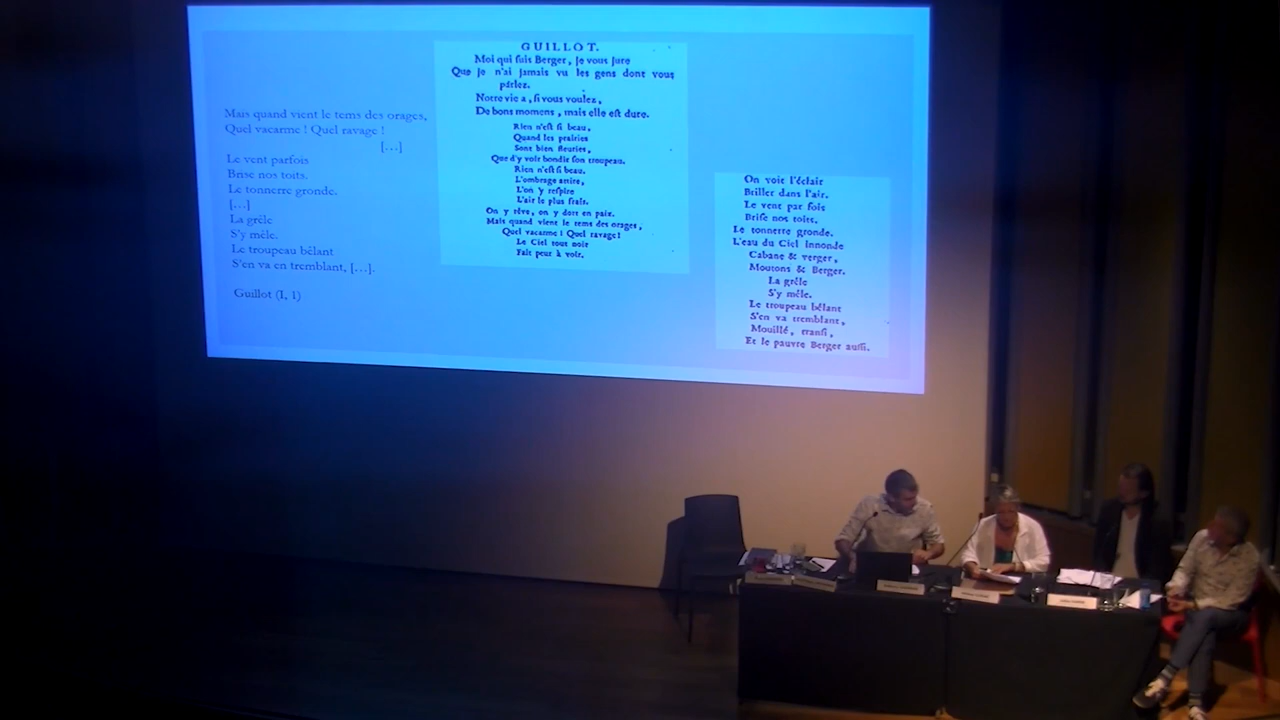 Mais quand vient le tems des orages,
Quel vacarme ! Quel ravage !
[…]
Le vent parfois
Brise nos toits.
Le tonnerre gronde.
[…]
La grêle
S'y mêle.
Le troupeau bêlant
S'en va en tremblant, […].
Guillot (I, 1)
GUILLOT.
Moi qui suis Berger, je vous jure
Que je n'ai jamais vu les gens dont vous
parlez.
Notre vie a, si vous voulez,
De bons momens, mais elle est dure.
Rien n'est si beau,
Quand les prairies
Sont bien fleuries,
Que d'y voir bondir son troupeau.
Rien n'est si beau.
L'ombrage attire,
L'on y respire
L'air le plus frais.
On y rêve, on y dort en paix.
Mais quand vient le tems des orages,
Quel vacarme ! Quel ravage !
Le Ciel tout noir
Fait peur à voir.
On voit l'éclair
Briller dans l'air.
Le vent par fois
Brise nos toits.
Le tonnerre gronde.
L'eau du Ciel innonde
Cabane & verger,
Moutons & Berger.
La grêle
S'y mêle.
Le troupeau bêlant
S'en va tremblant,
Mouillé, transi,
Et le pauvre Berger aussi.